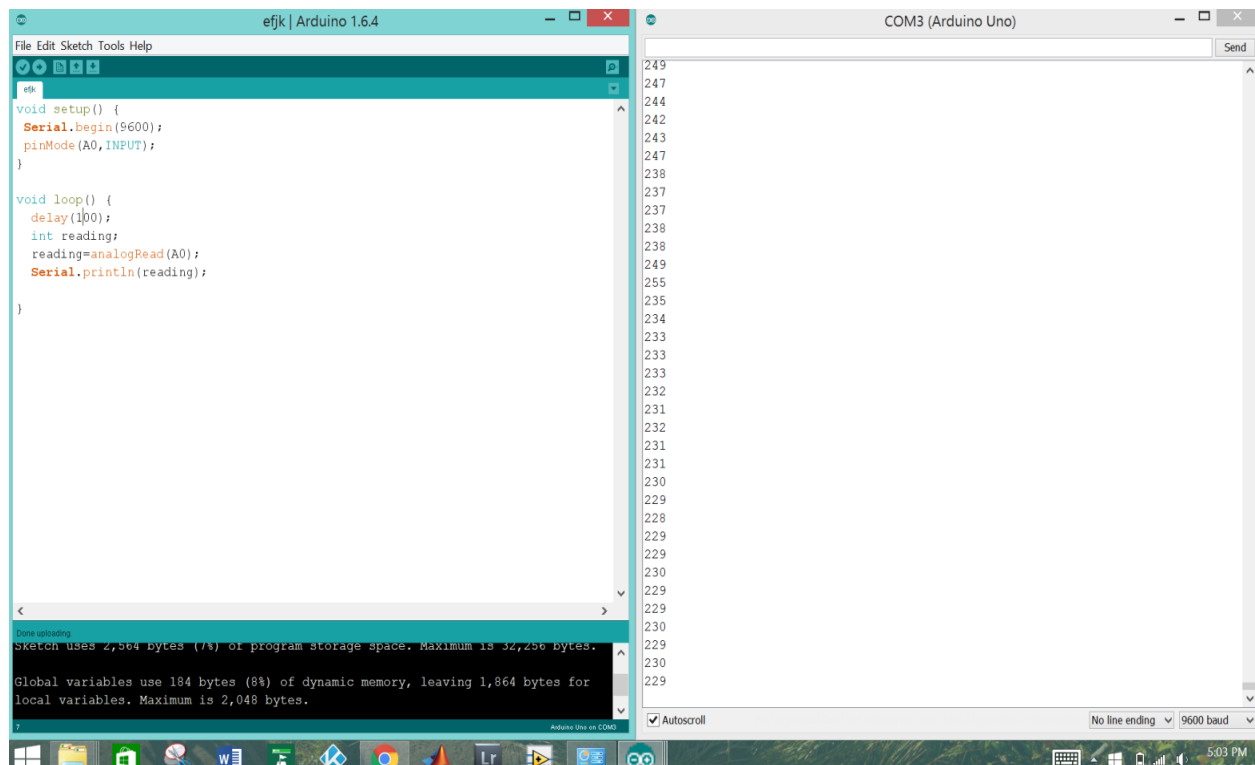 efjk | Arduino 1.6.4
File Edit Sketch Tools Help
efjk
void setup() {
Serial.begin(9600);
pinMode(A0,INPUT);
}
void loop() {
delay(100);
int reading;
reading=analogRead(A0);
Serial.println(reading);
}
Done uploading.
Sketch uses 2,564 bytes (7%) of program storage space. Maximum is 32,256 bytes.
Global variables use 184 bytes (8%) of dynamic memory, leaving 1,864 bytes for
local variables. Maximum is 2,048 bytes.
7
Arduino Uno on COM3
COM3 (Arduino Uno)
Send
249
247
244
242
243
247
238
237
237
238
238
249
255
235
234
233
233
233
232
231
232
231
231
230
229
228
229
229
230
229
229
230
229
230
229
Autoscroll
No line ending
9600 baud
Lr
5:03 PM